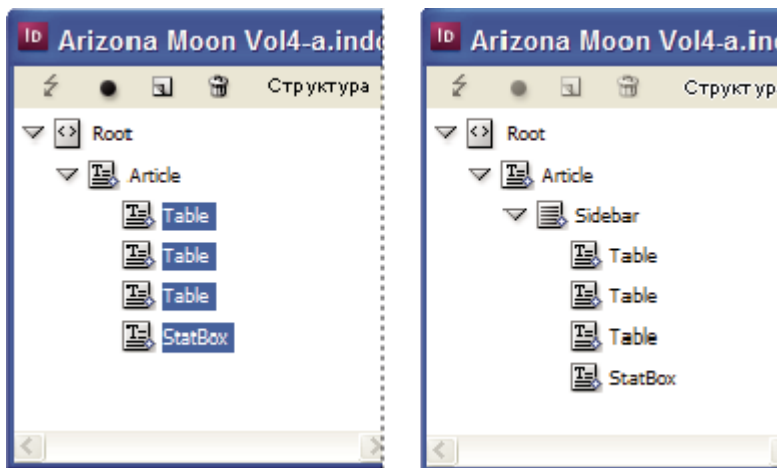 Arizona Moon Vol4-a.indd
Структура
Root
Article
Table
Table
Table
StatBox
Arizona Moon Vol4-a.ind
Структур
Root
Article
Sidebar
Table
Table
Table
StatBox